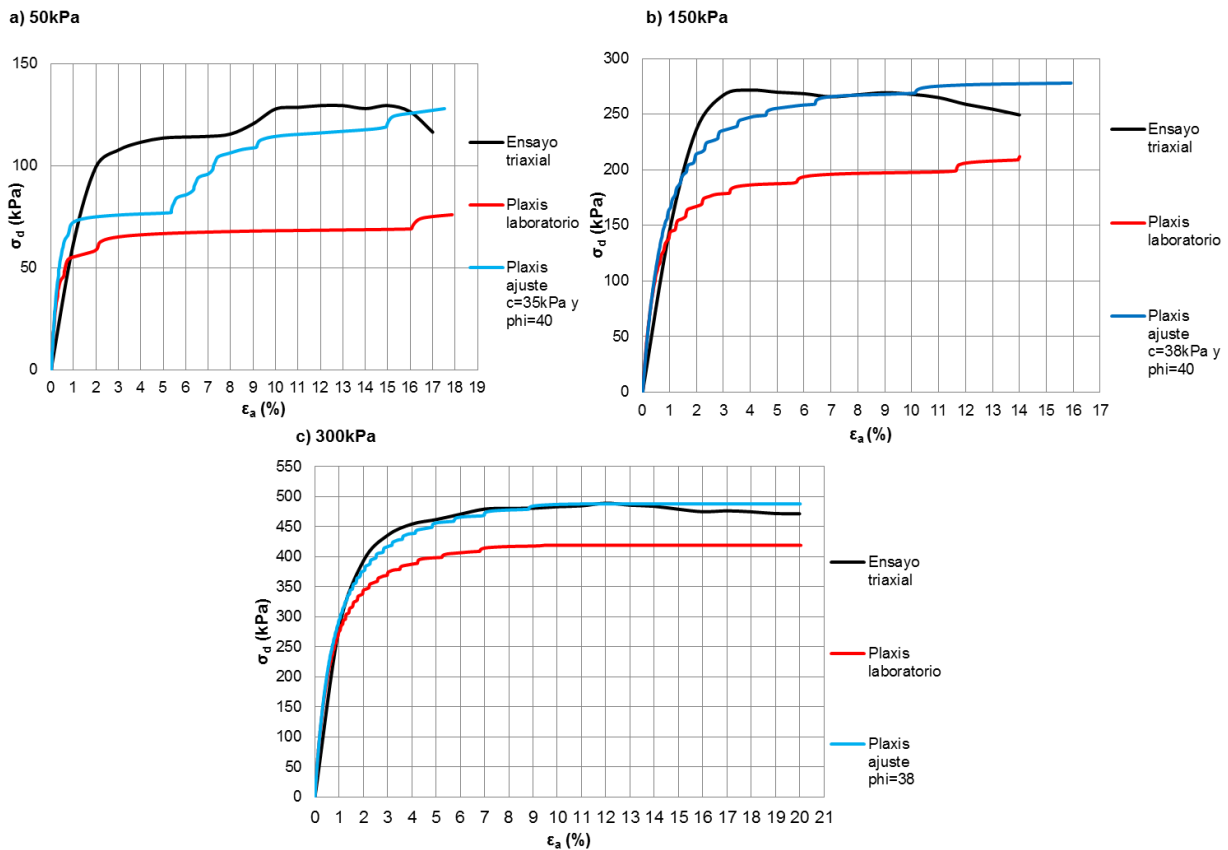 a) 50kPa
150
100
50
0
σd (kPa)
0 1 2 3 4 5 6 7 8 9 10 11 12 13 14 15 16 17 18 19
εa (%)
Ensayo
triaxial
Plaxis
laboratorio
Plaxis
ajuste
c=35kPa y
phi=40
b) 150kPa
300
250
200
150
100
50
0
σd (kPa)
0 1 2 3 4 5 6 7 8 9 10 11 12 13 14 15 16 17
εa (%)
Ensayo
triaxial
Plaxis
laboratorio
Plaxis
ajuste
c=38kPa y
phi=40
c) 300kPa
550
500
450
400
350
300
250
200
150
100
50
0
σd (kPa)
0 1 2 3 4 5 6 7 8 9 10 11 12 13 14 15 16 17 18 19 20 21
εa (%)
Ensayo
triaxial
Plaxis
laboratorio
Plaxis
ajuste
phi=38